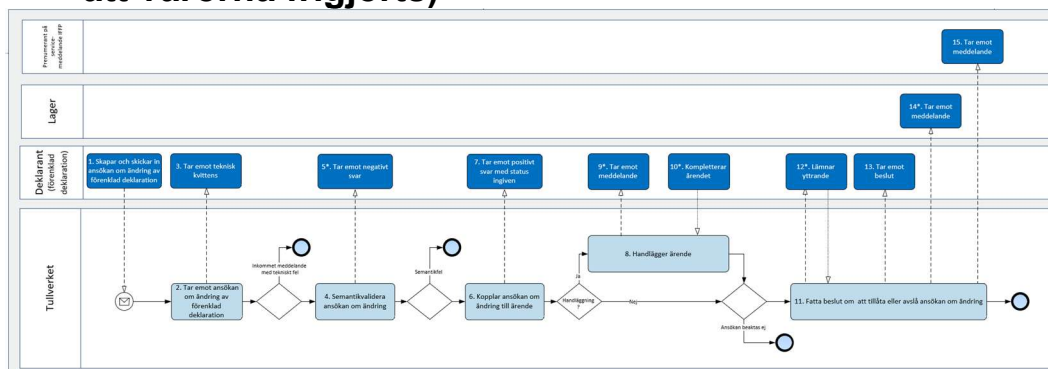 att varorna frigjorts)
Prenumerant på
service-
meddelande IFFP
15. Tar emot
meddelande
Lager
14*. Tar emot
meddelande
Deklarant
(förenklad
deklaration)
1. Skapar och skickar in
ansökan om ändring av
förenklad deklaration
3. Tar emot teknisk
kvittens
5*. Tar emot negativt
svar
7. Tar emot positivt
svar med status
ingiven
9*. Tar emot
meddelande
10*. Kompletterar
ärendet
12*. Lämnar
yttrande
13. Tar emot
beslut
Tullverket
2. Tar emot ansökan
om ändring av
förenklad
deklaration
Inkommet meddelande
med tekniskt fel
4. Semantikvalidera
ansökan om ändring
Semantikfel
6. Kopplar ansökan om
ändring till ärende
Handläggning
?
Ja
Nej
8. Handlägger ärende
Ansökan beaktas ej
11. Fatta beslut om att tillåta eller avslå ansökan om ändring